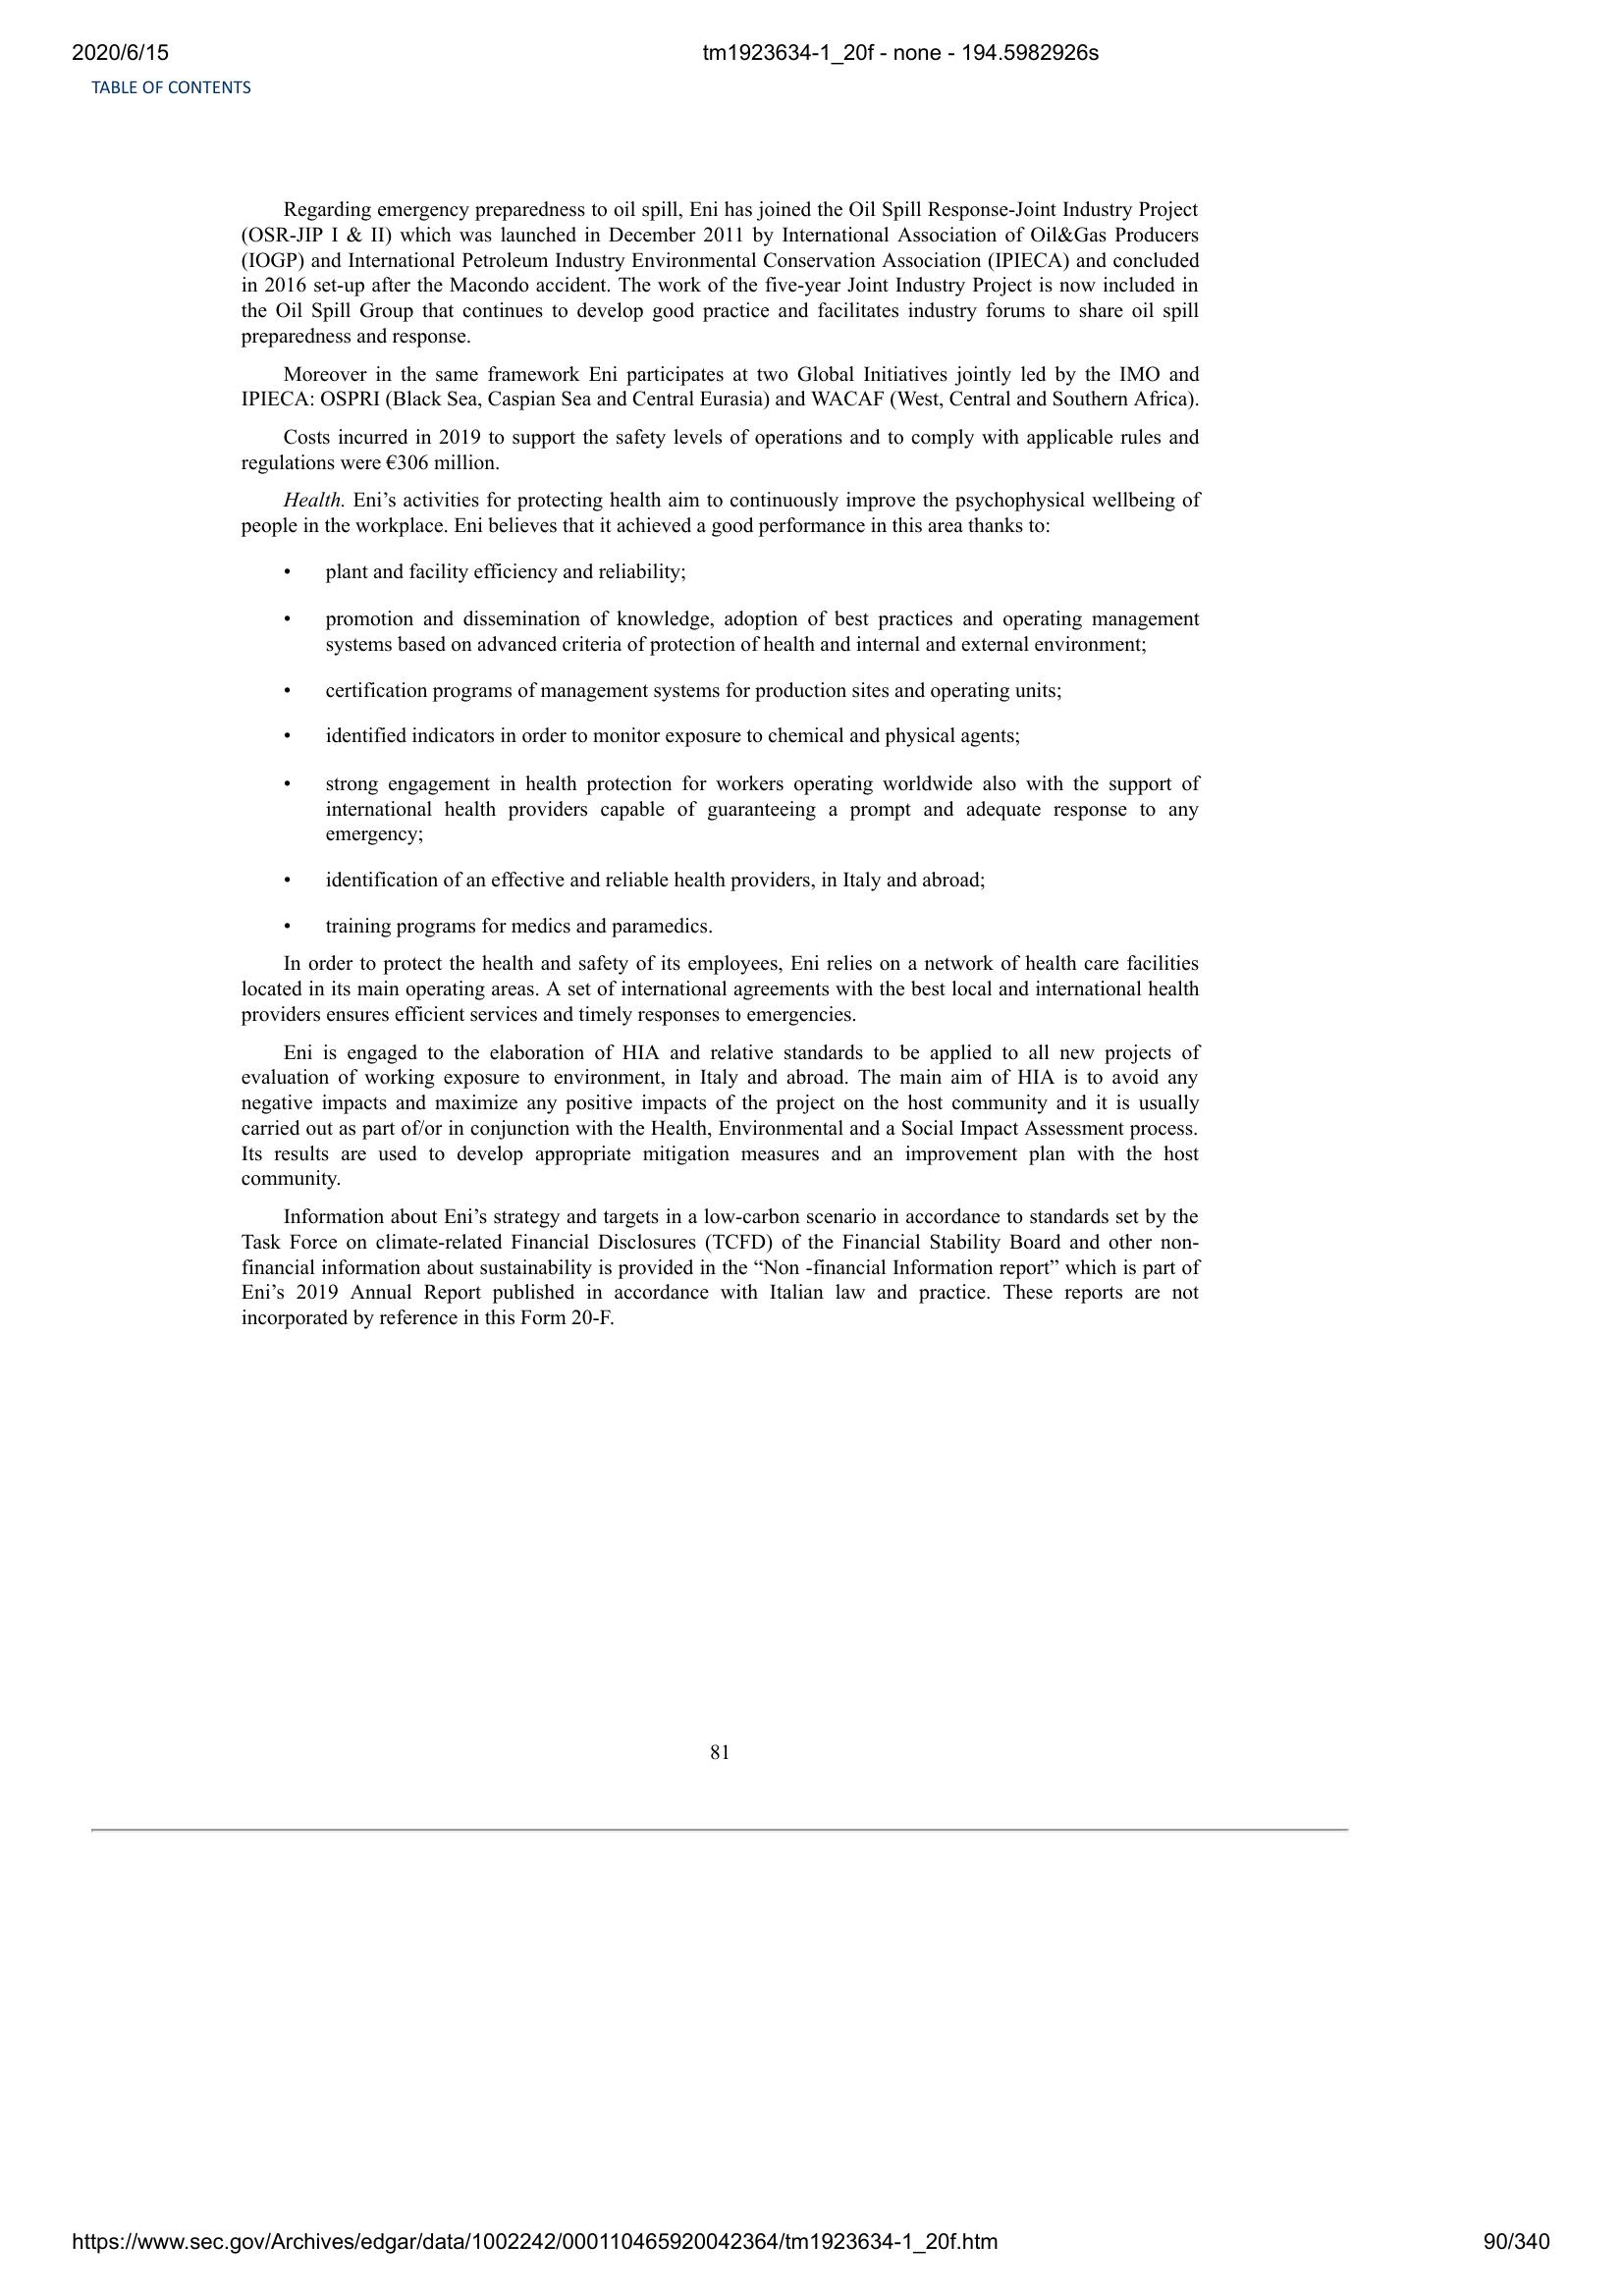 2020/6/15 tm1923634-1_20f - none - 194.5982926s
TABLE OF CONTENTS
Regarding emergency preparedness to oil spill, Eni has joined the Oil Spill Response-Joint Industry Project
(OSR-JIP I & II) which was launched in December 2011 by International Association of Oil&Gas Producers
(IOGP) and International Petroleum Industry Environmental Conservation Association (IPIECA) and concluded
in 2016 set-up after the Macondo accident. The work of the five-year Joint Industry Project is now included in
the Oil Spill Group that continues to develop good practice and facilitates industry forums to share oil spill
preparedness and response.
Moreover in the same framework Eni participates at two Global Initiatives jointly led by the IMO and
IPIECA: OSPRI (Black Sea, Caspian Sea and Central Eurasia) and WACAF (West, Central and Southern Africa).
Costs incurred in 2019 to support the safety levels of operations and to comply with applicable rules and
regulations were €306 million.
Health. Eni’s activities for protecting health aim to continuously improve the psychophysical wellbeing of
people in the workplace. Eni believes that it achieved a good performance in this area thanks to:
• plant and facility efficiency and reliability;
• promotion and dissemination of knowledge, adoption of best practices and operating management
systems based on advanced criteria of protection of health and internal and external environment;
• certification programs of management systems for production sites and operating units;
• identified indicators in order to monitor exposure to chemical and physical agents;
• strong engagement in health protection for workers operating worldwide also with the support of
international health providers capable of guaranteeing a prompt and adequate response to any
emergency;
• identification of an effective and reliable health providers, in Italy and abroad;
• training programs for medics and paramedics.
In order to protect the health and safety of its employees, Eni relies on a network of health care facilities
located in its main operating areas. A set of international agreements with the best local and international health
providers ensures efficient services and timely responses to emergencies.
Eni is engaged to the elaboration of HIA and relative standards to be applied to all new projects of
evaluation of working exposure to environment, in Italy and abroad. The main aim of HIA is to avoid any
negative impacts and maximize any positive impacts of the project on the host community and it is usually
carried out as part of/or in conjunction with the Health, Environmental and a Social Impact Assessment process.
Its results are used to develop appropriate mitigation measures and an improvement plan with the host
community.
Information about Eni’s strategy and targets in a low-carbon scenario in accordance to standards set by the
Task Force on climate-related Financial Disclosures (TCFD) of the Financial Stability Board and other non-
financial information about sustainability is provided in the “Non -financial Information report” which is part of
Eni’s 2019 Annual Report published in accordance with Italian law and practice. These reports are not
incorporated by reference in this Form 20-F.
81
https://www.sec.gov/Archives/edgar/data/1002242/000110465920042364/tm1923634-1_20f.htm 90/340